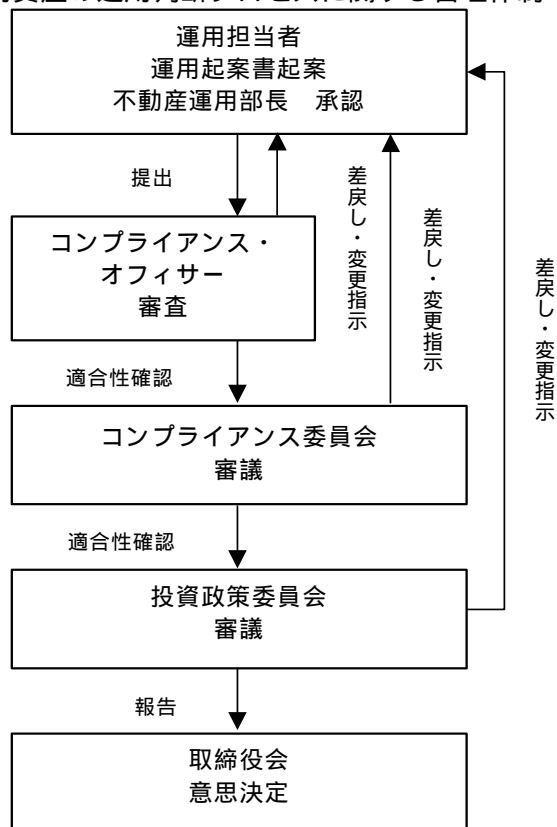 運用担当者
運用起案書起案
不動産運用部長　承認
提出
差戻し・変更指示
差戻し・変更指示
差戻し・変更指示
コンプライアンス・
オフィサー
審査
適合性確認
コンプライアンス委員会
審議
適合性確認
投資政策委員会
審議
報告
取締役会
意思決定